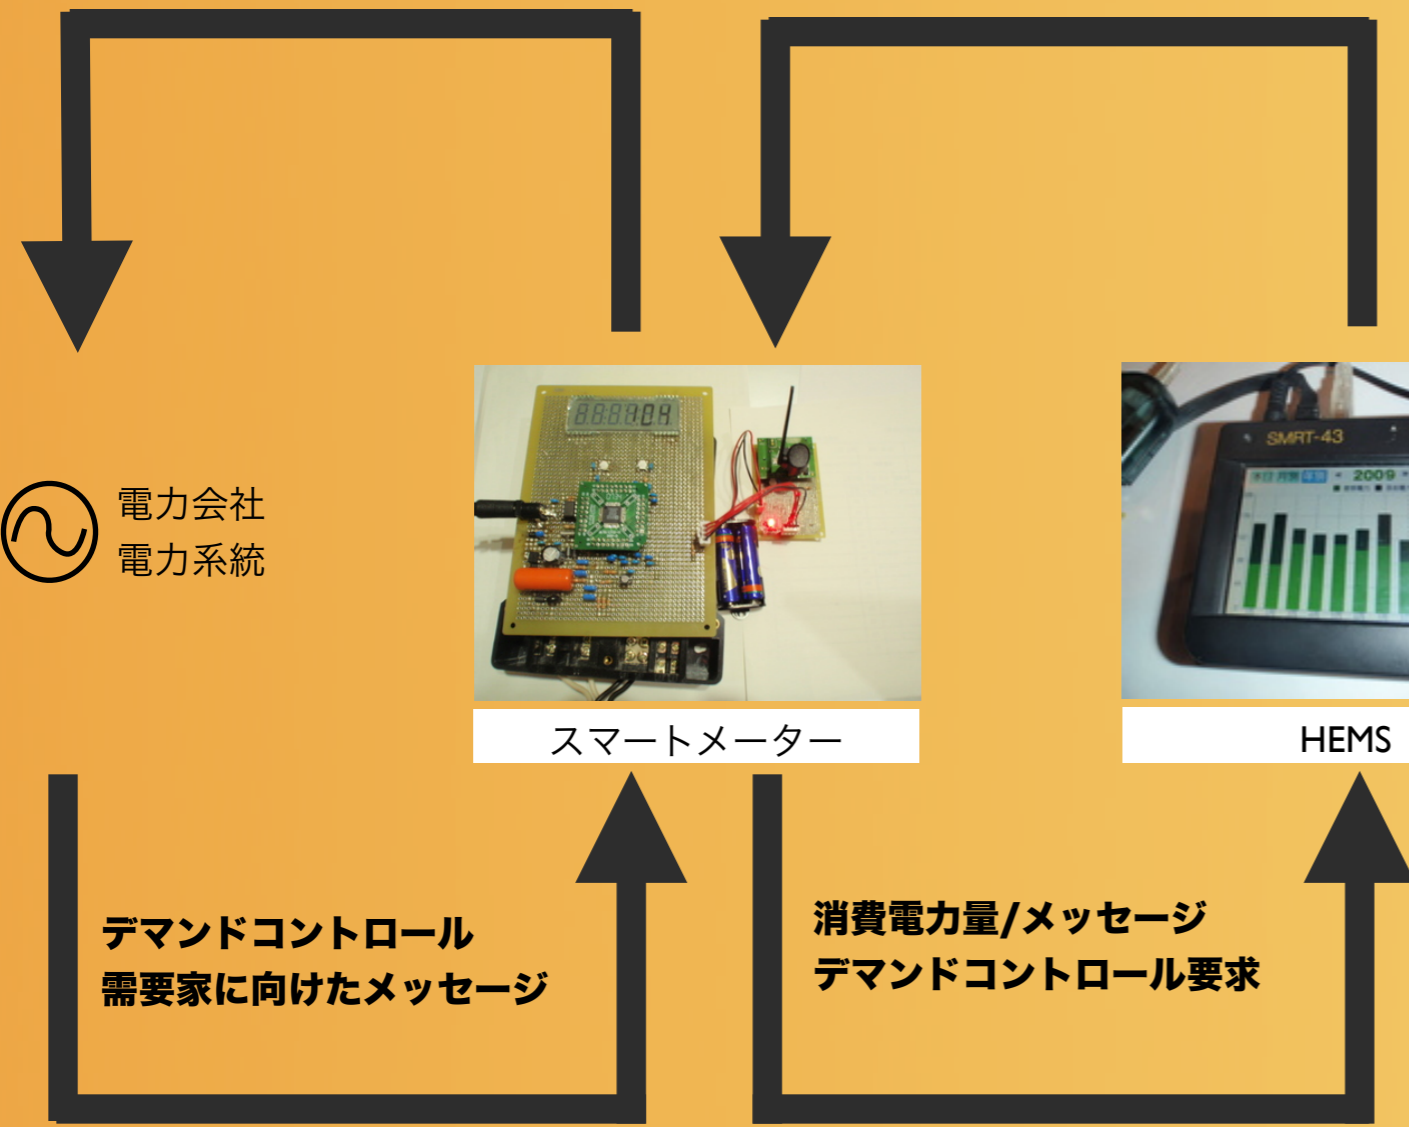 電力会社
電力系統
SMRT-43
2009
スマートメーター
HEMS
デマンドコントロール
需要家に向けたメッセージ
消費電力量/メッセージ
デマンドコントロール要求